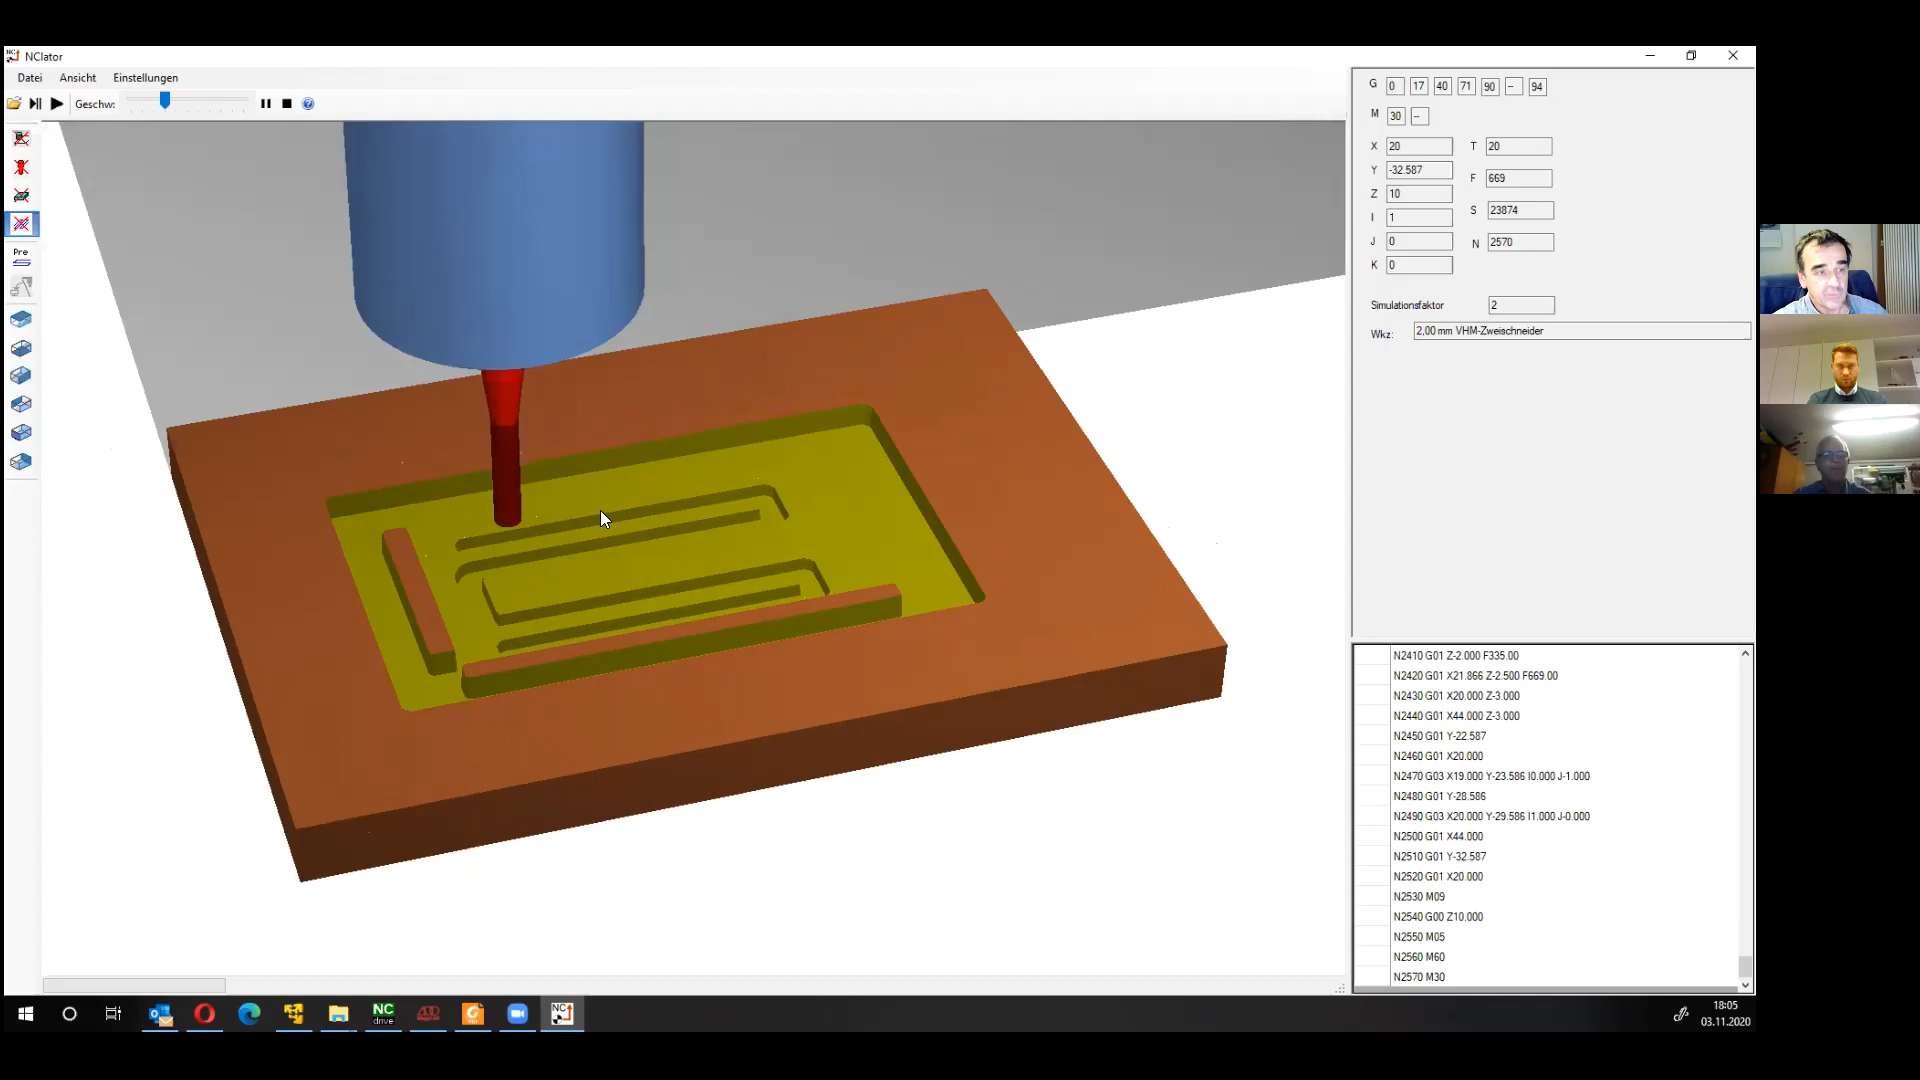 NClator
Datei Ansicht Einstellungen
Geschw:
Pre
G 0 17 40 71 90 -- 94
M 30 --
X 20 T 20
Y -32.587
F 669
Z 10
S 23874
I 1
J 0 N 2570
K 0
Simulationsfaktor 2
Wkz: 2,00 mm VHM-Zweischneider
N2410 G01 Z-2.000 F335.00
N2420 G01 X21.866 Z-2.500 F669.00
N2430 G01 X20.000 Z-3.000
N2440 G01 X44.000 Z-3.000
N2450 G01 Y-22.587
N2460 G01 X20.000
N2470 G03 X19.000 Y-23.586 I0.000 J-1.000
N2480 G01 Y-28.586
N2490 G03 X20.000 Y-29.586 I1.000 J-0.000
N2500 G01 X44.000
N2510 G01 Y-32.587
N2520 G01 X20.000
N2530 M09
N2540 G00 Z10.000
N2550 M05
N2560 M60
N2570 M30
NC
drive
NC
18:05
03.11.2020